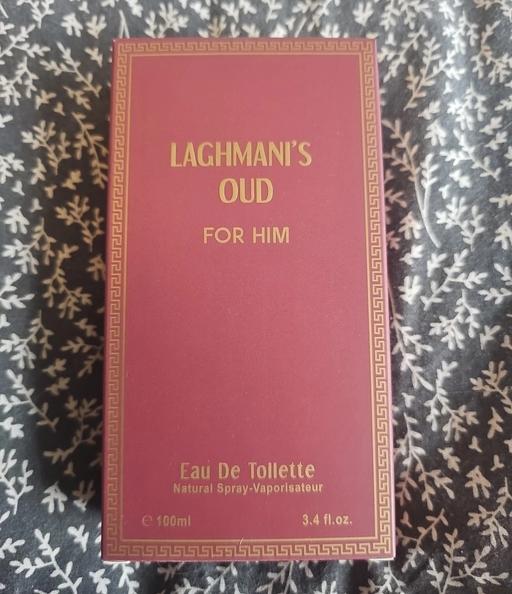 LAGHMANI'S
OUD
FOR HIM
Eau De Toilette
Natural Spray-Vaporisateur
℮ 100ml 3.4 fl.oz.